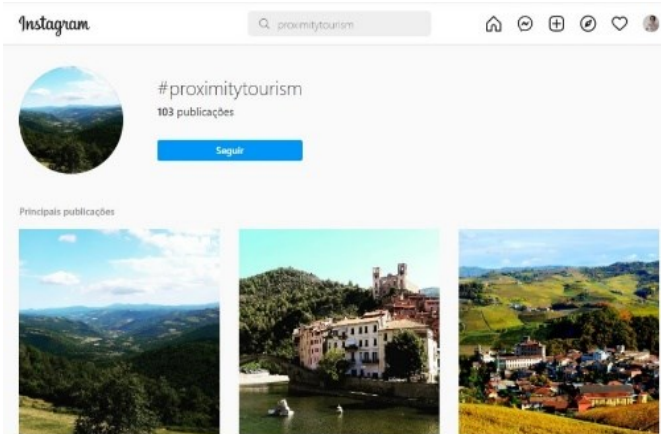 Instagram
proximitytourism
#proximitytourism
103 publicações
Seguir
Principais publicações